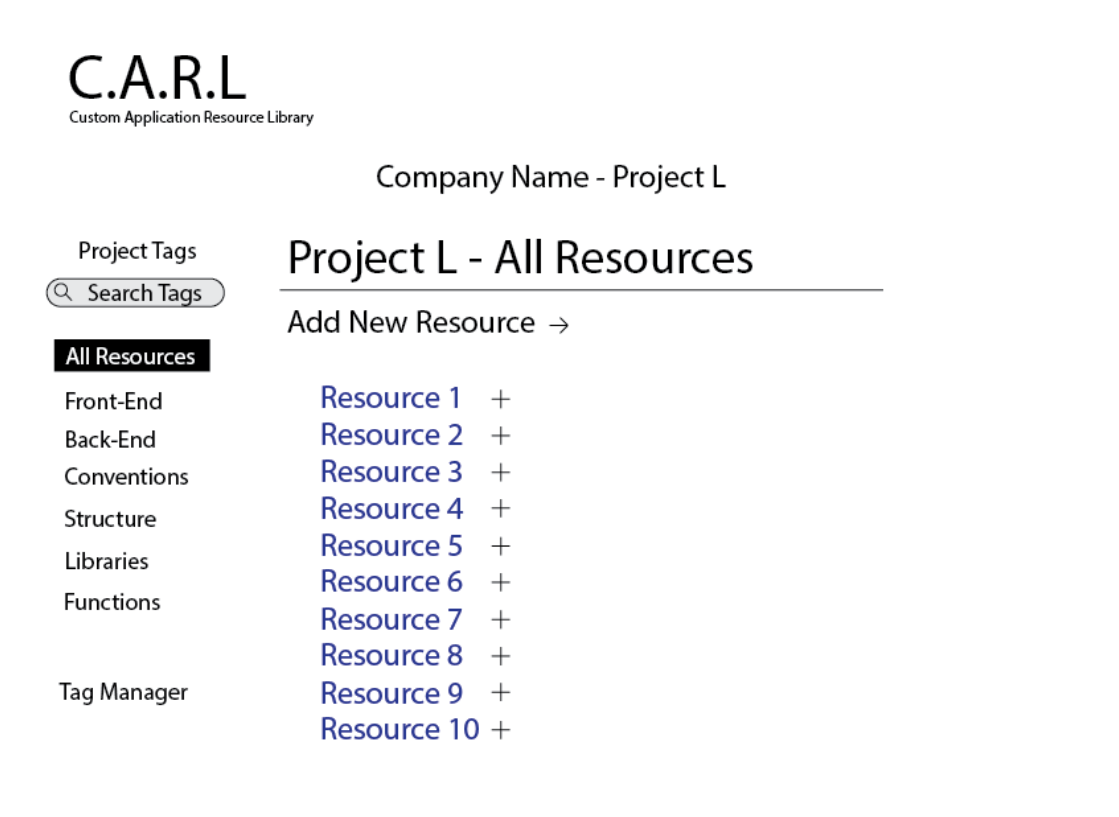 C.A.R.L
Custom Application Resource Library
Company Name - Project L
Project Tags
Search Tags
All Resources
Front-End
Back-End
Conventions
Structure
Libraries
Functions
Tag Manager
Project L - All Resources
Add New Resource →
Resource 1 +
Resource 2 +
Resource 3 +
Resource 4 +
Resource 5 +
Resource 6 +
Resource 7 +
Resource 8 +
Resource 9 +
Resource 10 +